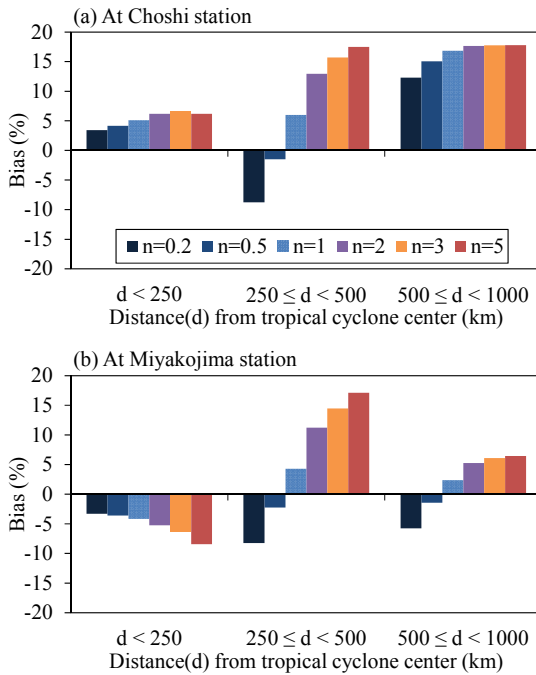 (a) At Choshi station
20
15
10
5
0
-5
-10
-15
-20
Bias (%)
n=0.2 n=0.5 n=1 n=2 n=3 n=5
d < 250 250 ≤ d < 500 500 ≤ d < 1000
Distance(d) from tropical cyclone center (km)
(b) At Miyakojima station
20
15
10
5
0
-5
-10
-15
-20
Bias (%)
d < 250 250 ≤ d < 500 500 ≤ d < 1000
Distance(d) from tropical cyclone center (km)